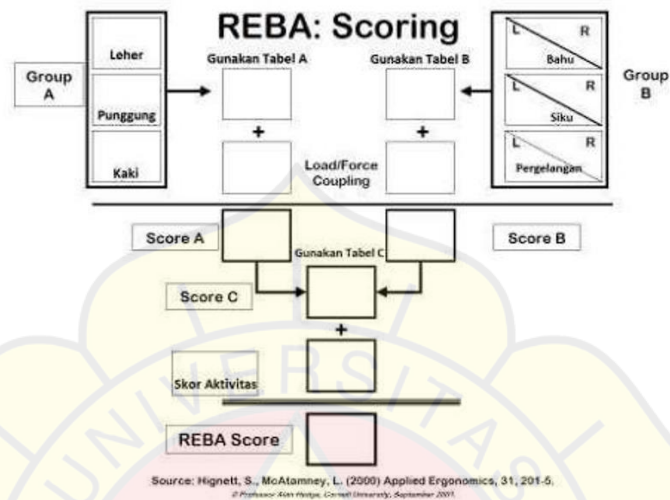 REBA: Scoring
Group
A
Leher
Punggung
Kaki
Gunakan Tabel A
+
Gunakan Tabel B
+
Load/Force
Coupling
L R
Bahu
L R
Siku
L R
Pergelangan
Group
B
Score A
Score B
Gunakan Tabel C
Score C
+
Skor Aktivitas
REBA Score
UNIVERSITAS
Source: Hignett, S., McAtamney, L. (2000) Applied Ergonomics, 31, 201-5.
© Professor Alan Hedge, Cornell University, September 2001.